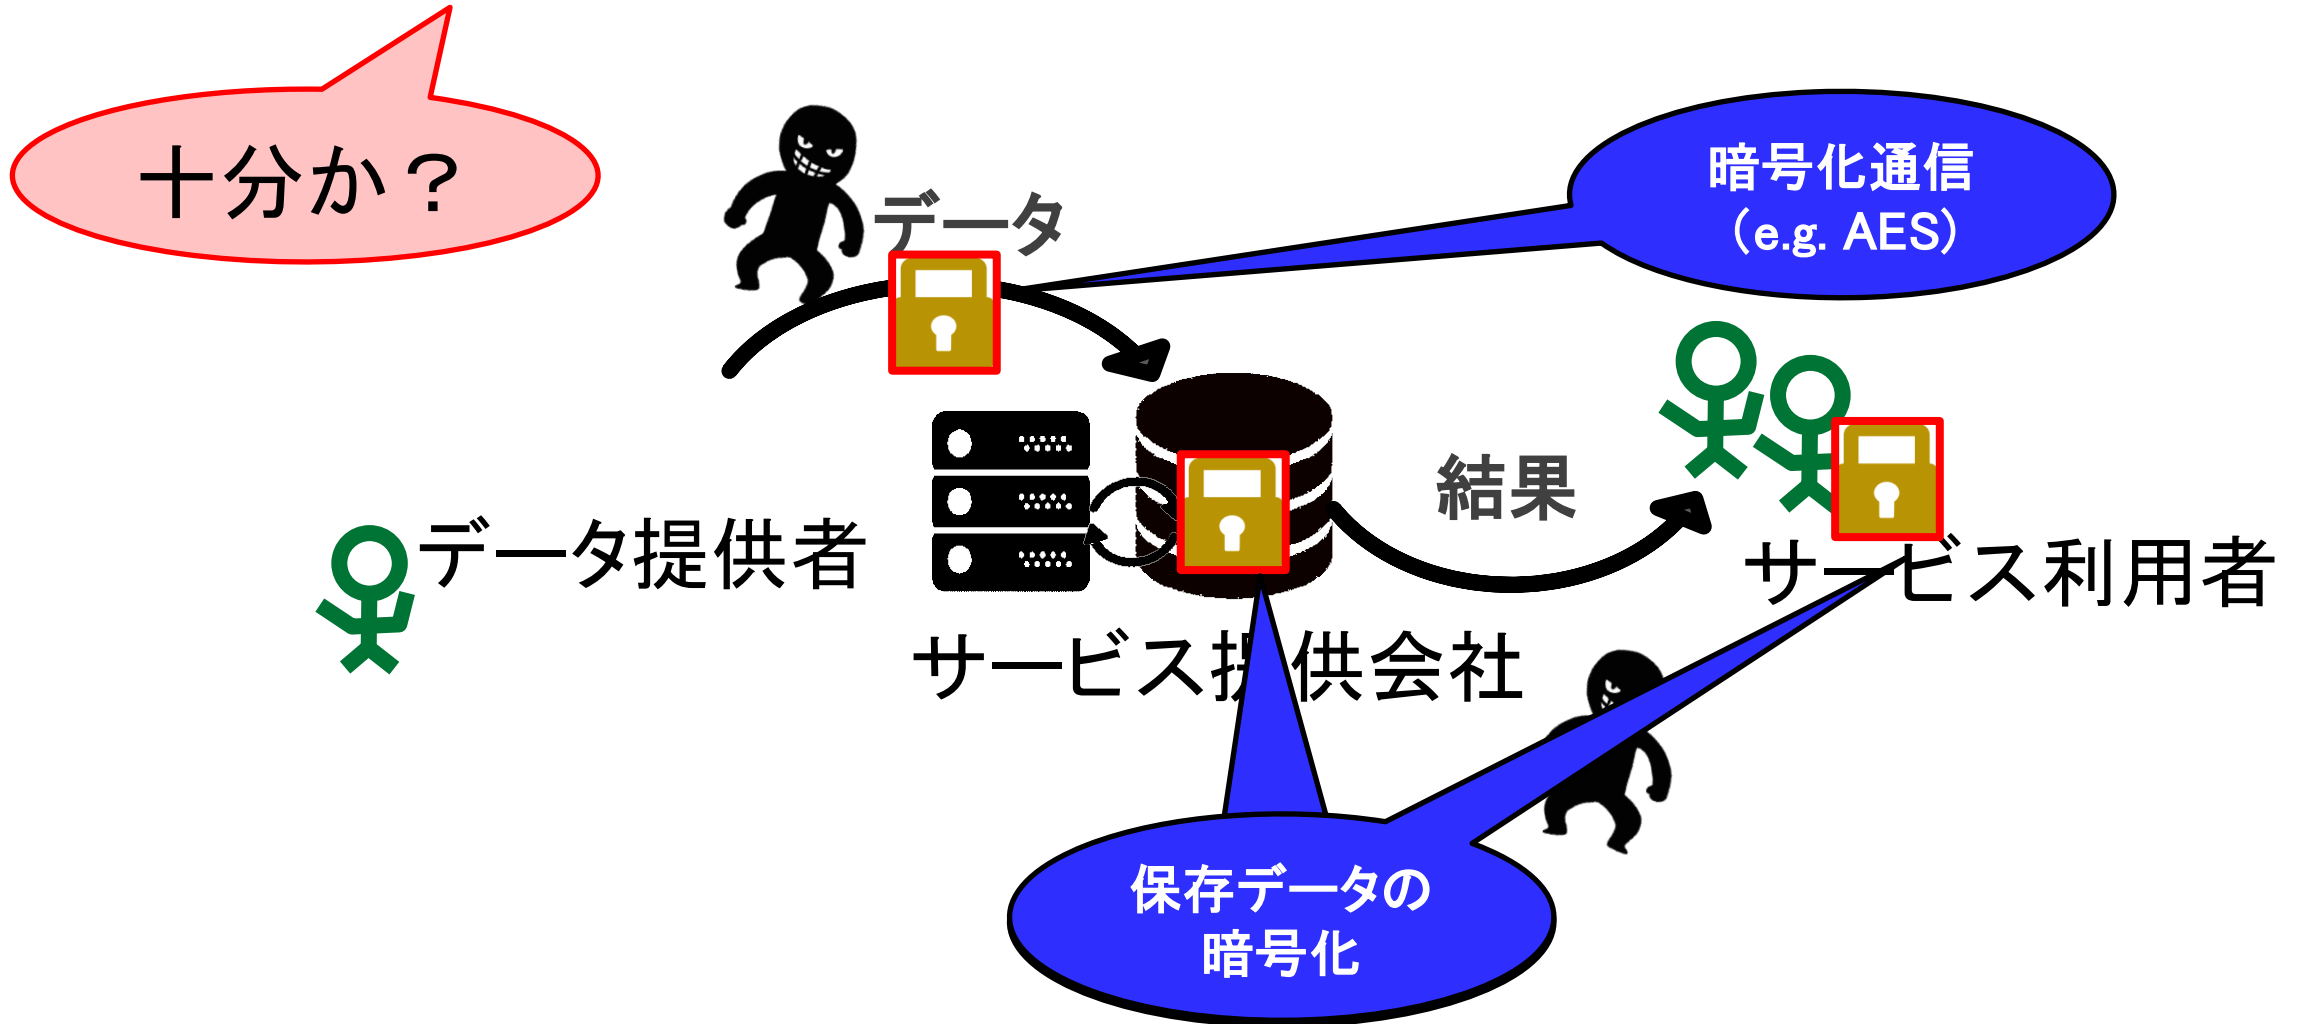 十分か？
データ
暗号化通信
（e.g. AES）
結果
データ提供者
サービス利用者
サービス提供会社
保存データの
暗号化